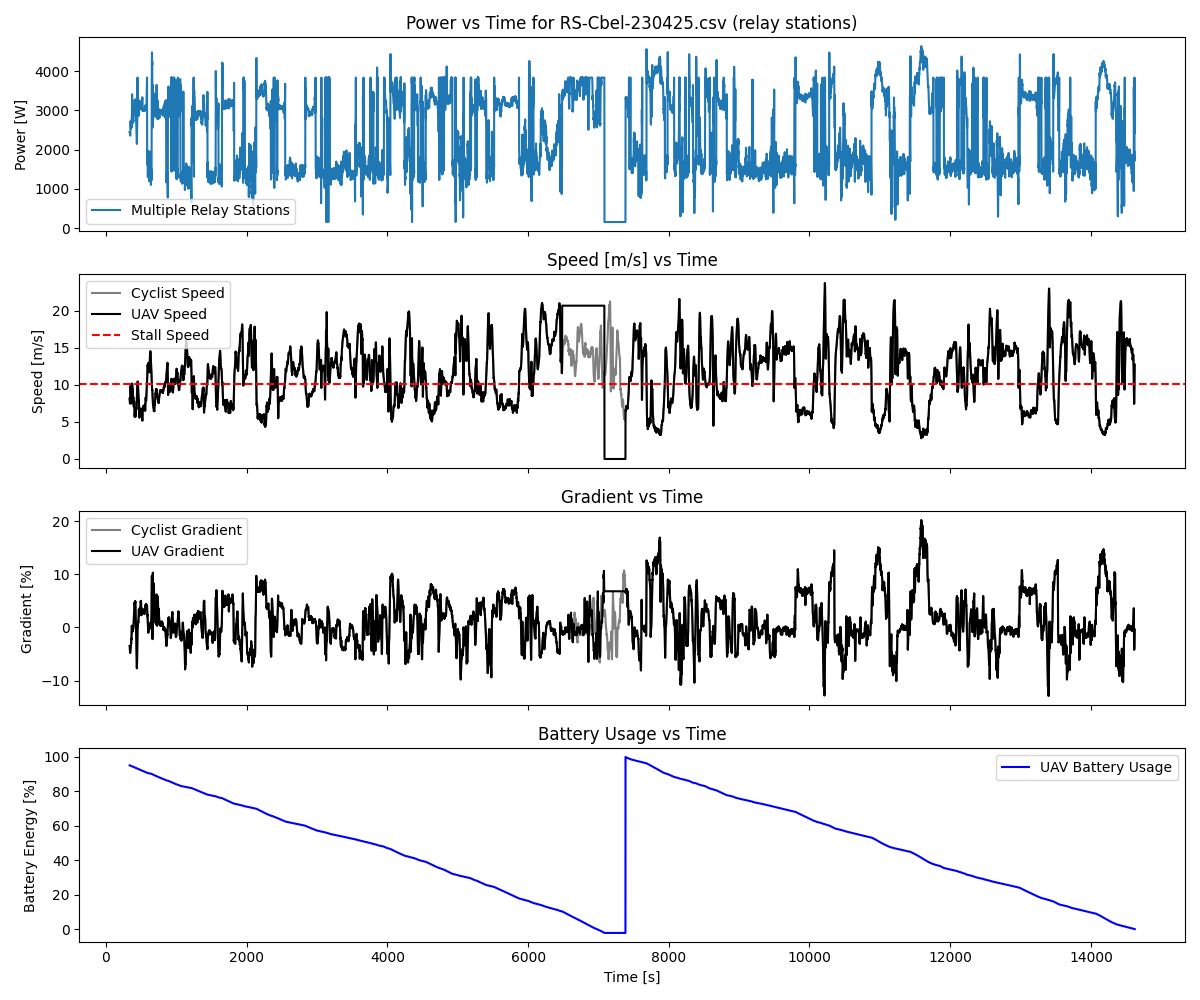 Power vs Time for RS-Cbel-230425.csv (relay stations)
4000
3000
2000
1000
0
Power [W]
Multiple Relay Stations
Speed [m/s] vs Time
20
15
10
5
0
Speed [m/s]
Cyclist Speed
UAV Speed
Stall Speed
Gradient vs Time
20
10
0
−10
Gradient [%]
Cyclist Gradient
UAV Gradient
Battery Usage vs Time
100
80
60
40
20
0
Battery Energy [%]
UAV Battery Usage
0 2000 4000 6000 8000 10000 12000 14000
Time [s]